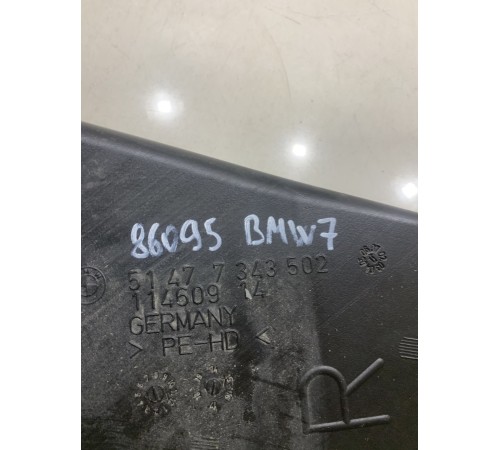 86095 BMW7
51 47 7 343 502
114609 14
GERMANY
> PE-HD <
R